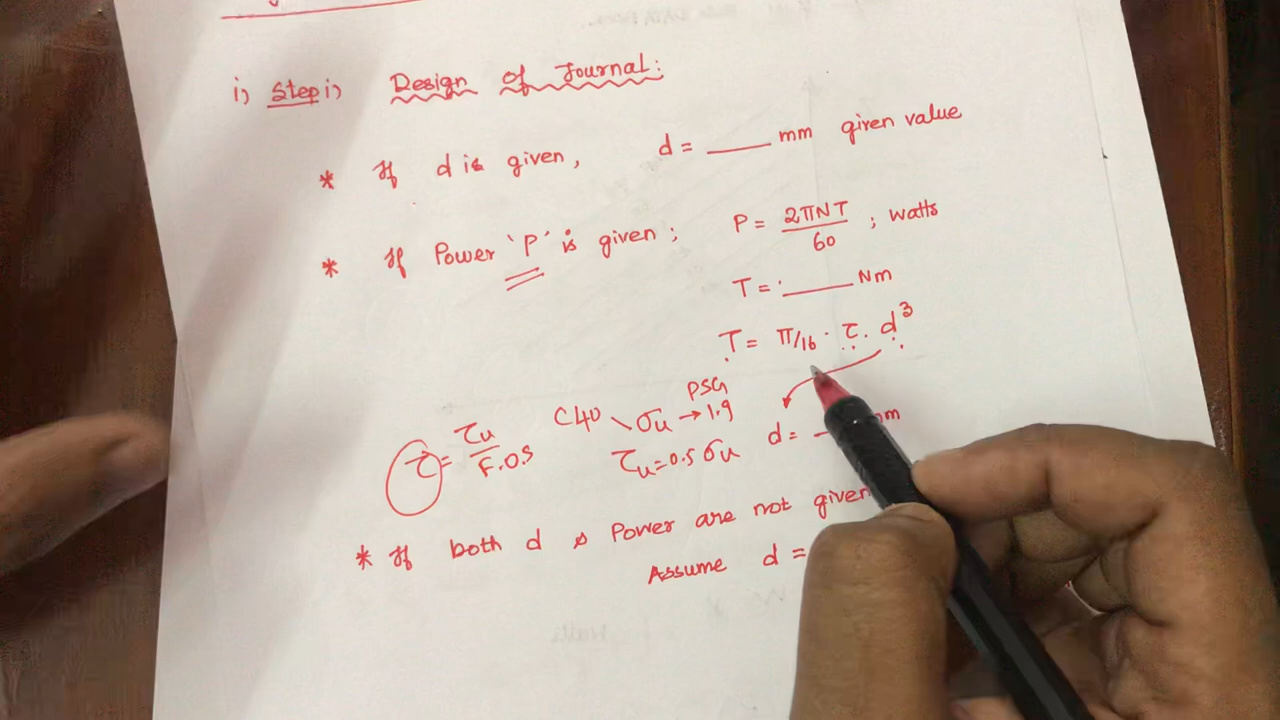 i) Step i) Design of Journal:
* If d is given, d = ____ mm given value
* If Power 'P' is given; P = 2πNT/60 ; watts
T = ____ Nm
T = π/16 . τ . d³
PSG
C40 \ σu → 1.9
d = _ mm
τ = τu/F.O.S
τu = 0.5 σu
* If both d & Power are not given
Assume d =